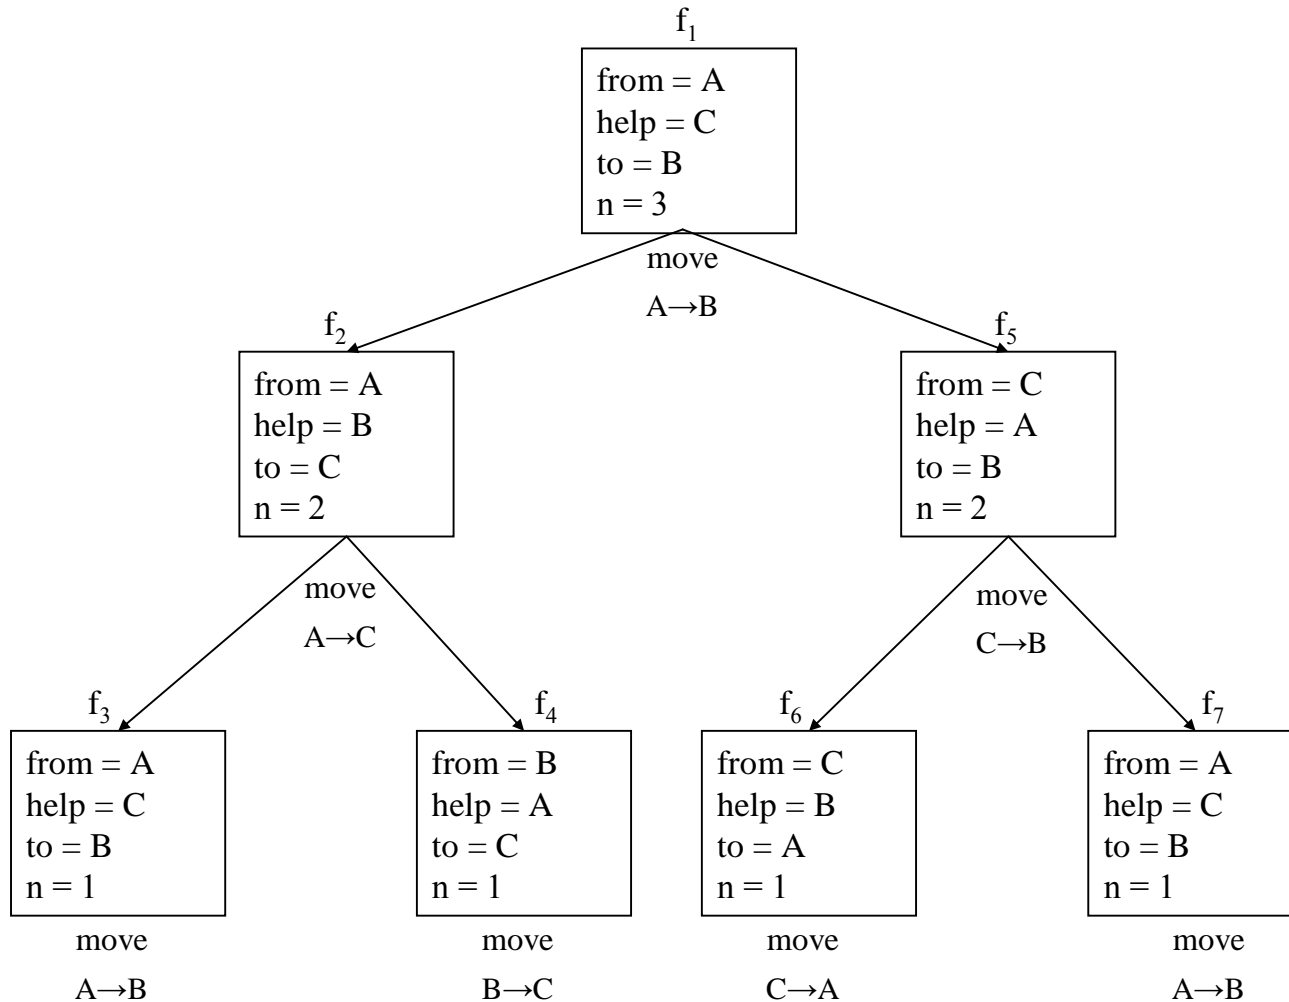 f₁
from = A
help = C
to = B
n = 3
move
A→B
f₂
from = A
help = B
to = C
n = 2
move
A→C
f₅
from = C
help = A
to = B
n = 2
move
C→B
f₃
from = A
help = C
to = B
n = 1
move
A→B
f₄
from = B
help = A
to = C
n = 1
move
B→C
f₆
from = C
help = B
to = A
n = 1
move
C→A
f₇
from = A
help = C
to = B
n = 1
move
A→B